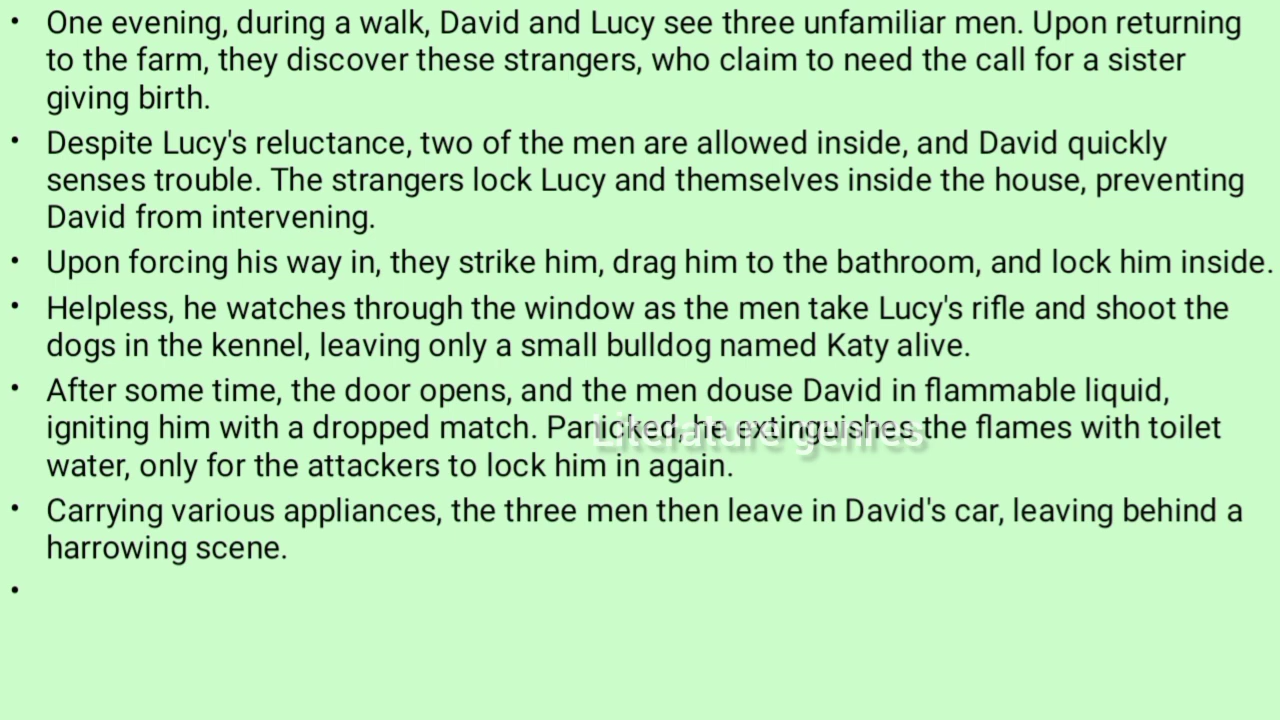 • One evening, during a walk, David and Lucy see three unfamiliar men. Upon returning
to the farm, they discover these strangers, who claim to need the call for a sister
giving birth.
• Despite Lucy's reluctance, two of the men are allowed inside, and David quickly
senses trouble. The strangers lock Lucy and themselves inside the house, preventing
David from intervening.
• Upon forcing his way in, they strike him, drag him to the bathroom, and lock him inside.
• Helpless, he watches through the window as the men take Lucy's rifle and shoot the
dogs in the kennel, leaving only a small bulldog named Katy alive.
• After some time, the door opens, and the men douse David in flammable liquid,
igniting him with a dropped match. Panicked, he extinguishes the flames with toilet
Literature genres
water, only for the attackers to lock him in again.
• Carrying various appliances, the three men then leave in David's car, leaving behind a
harrowing scene.
•